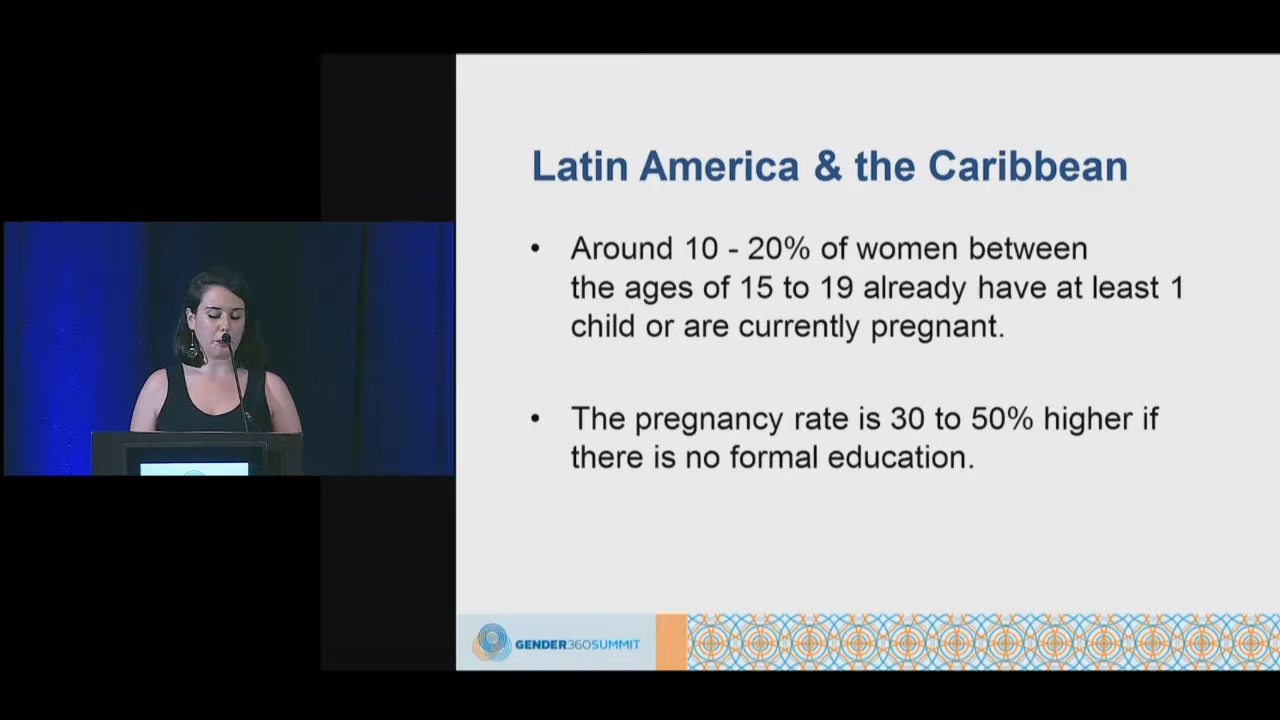 Latin America & the Caribbean
• Around 10 - 20% of women between
the ages of 15 to 19 already have at least 1
child or are currently pregnant.
• The pregnancy rate is 30 to 50% higher if
there is no formal education.
GENDER360SUMMIT